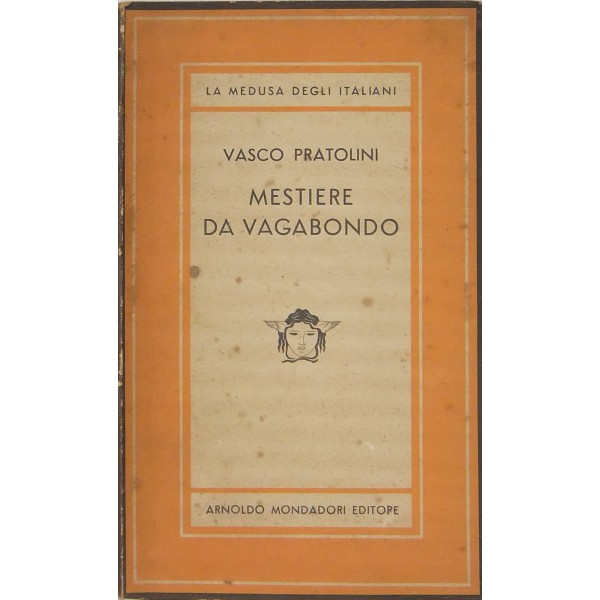 LA MEDUSA DEGLI ITALIANI
VASCO PRATOLINI
MESTIERE
DA VAGABONDO
ARNOLDO MONDADORI EDITORE